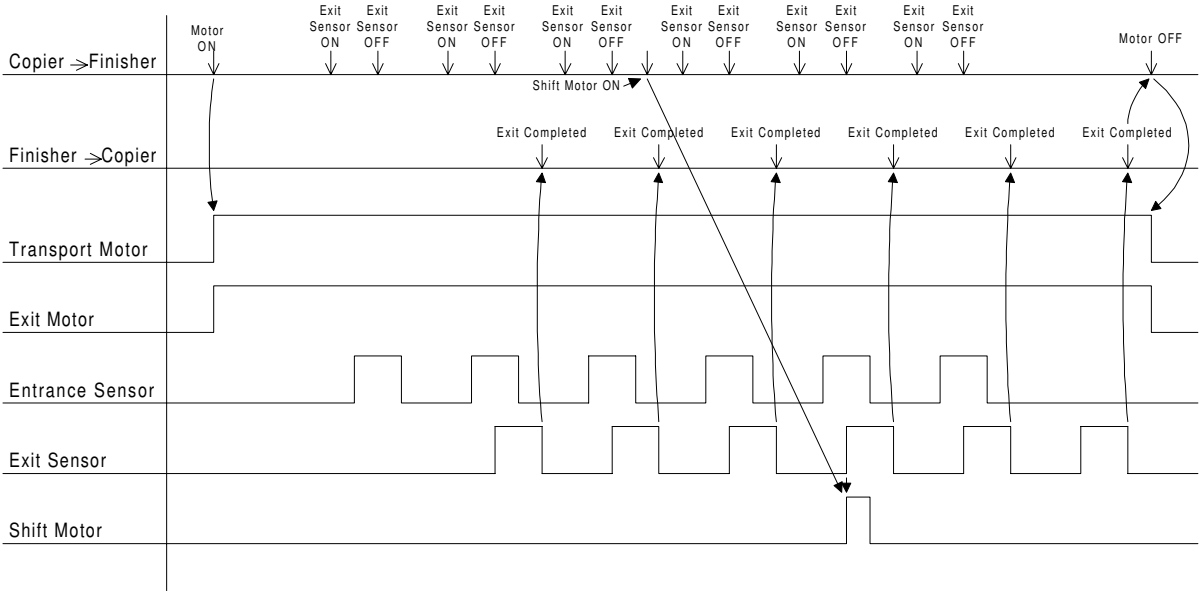 Exit Exit Exit Exit Exit Exit Exit Exit Exit Exit Exit Exit
Motor Sensor Sensor Sensor Sensor Sensor Sensor Sensor Sensor Sensor Sensor Sensor Sensor
ON ON OFF ON OFF ON OFF ON OFF ON OFF ON OFF Motor OFF
Copier → Finisher
Shift Motor ON
Exit Completed Exit Completed Exit Completed Exit Completed Exit Completed Exit Completed
Finisher → Copier
Transport Motor
Exit Motor
Entrance Sensor
Exit Sensor
Shift Motor